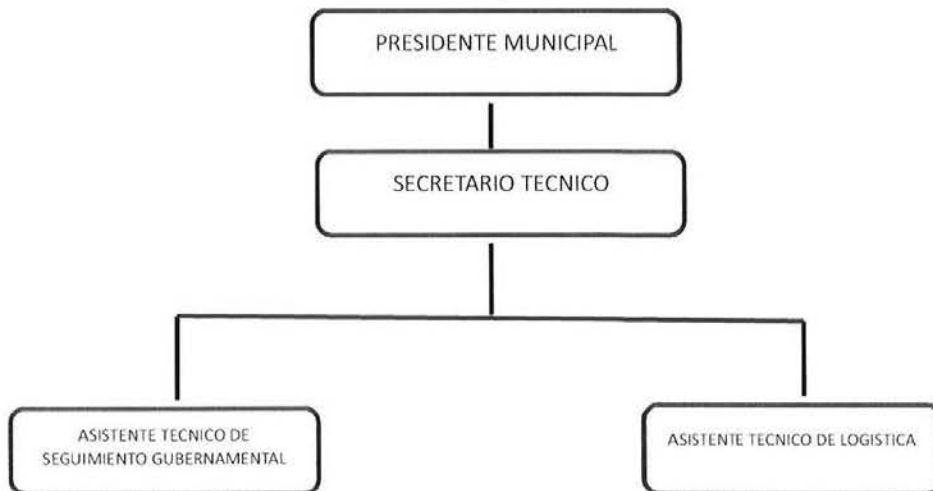 PRESIDENTE MUNICIPAL
SECRETARIO TECNICO
ASISTENTE TECNICO DE
SEGUIMIENTO GUBERNAMENTAL
ASISTENTE TECNICO DE LOGISTICA